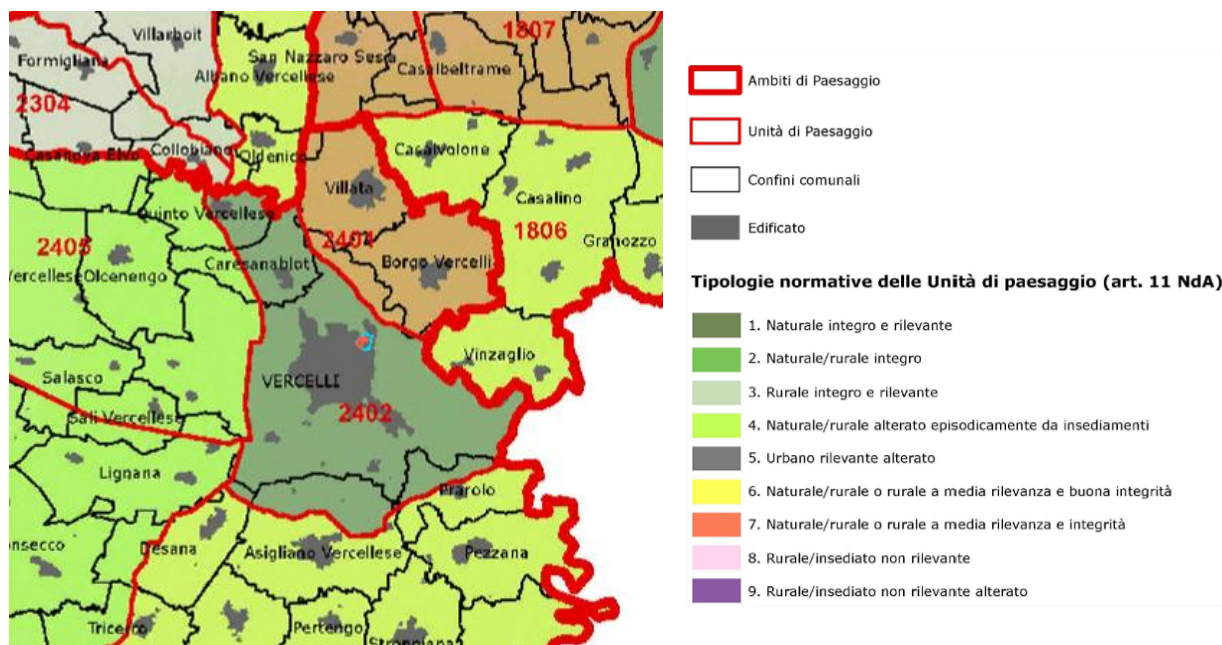 Villarboit
1807
Formigliana
San Nazzaro Sesia
Albano Vercellese
Casalbeltrame
2304
Casanova Elvo
Collobiano
Oldenico
Casalvolone
Villata
Casalino
Quinto Vercellese
2405
2404
1806
Granozzo
Caresanablot
Borgo Vercelli
Vercellese
Olcenengo
Vinzaglio
Salasco
VERCELLI
Sali Vercellese
2402
Lignana
Prarolo
Desana
Asigliano Vercellese
Pezzana
Pertengo
Ambiti di Paesaggio
Unità di Paesaggio
Confini comunali
Edificato
Tipologie normative delle Unità di paesaggio (art. 11 NdA)
1. Naturale integro e rilevante
2. Naturale/rurale integro
3. Rurale integro e rilevante
4. Naturale/rurale alterato episodicamente da insediamenti
5. Urbano rilevante alterato
6. Naturale/rurale o rurale a media rilevanza e buona integrità
7. Naturale/rurale o rurale a media rilevanza e integrità
8. Rurale/insediato non rilevante
9. Rurale/insediato non rilevante alterato